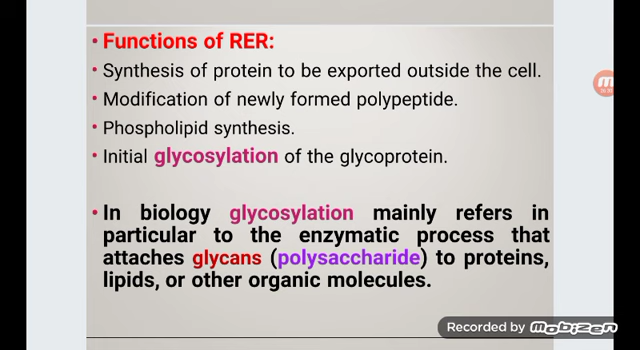 • Functions of RER:
• Synthesis of protein to be exported outside the cell.
• Modification of newly formed polypeptide.
• Phospholipid synthesis.
• Initial glycosylation of the glycoprotein.
• In biology glycosylation mainly refers in
particular to the enzymatic process that
attaches glycans (polysaccharide) to proteins,
lipids, or other organic molecules.
Recorded by mobizen